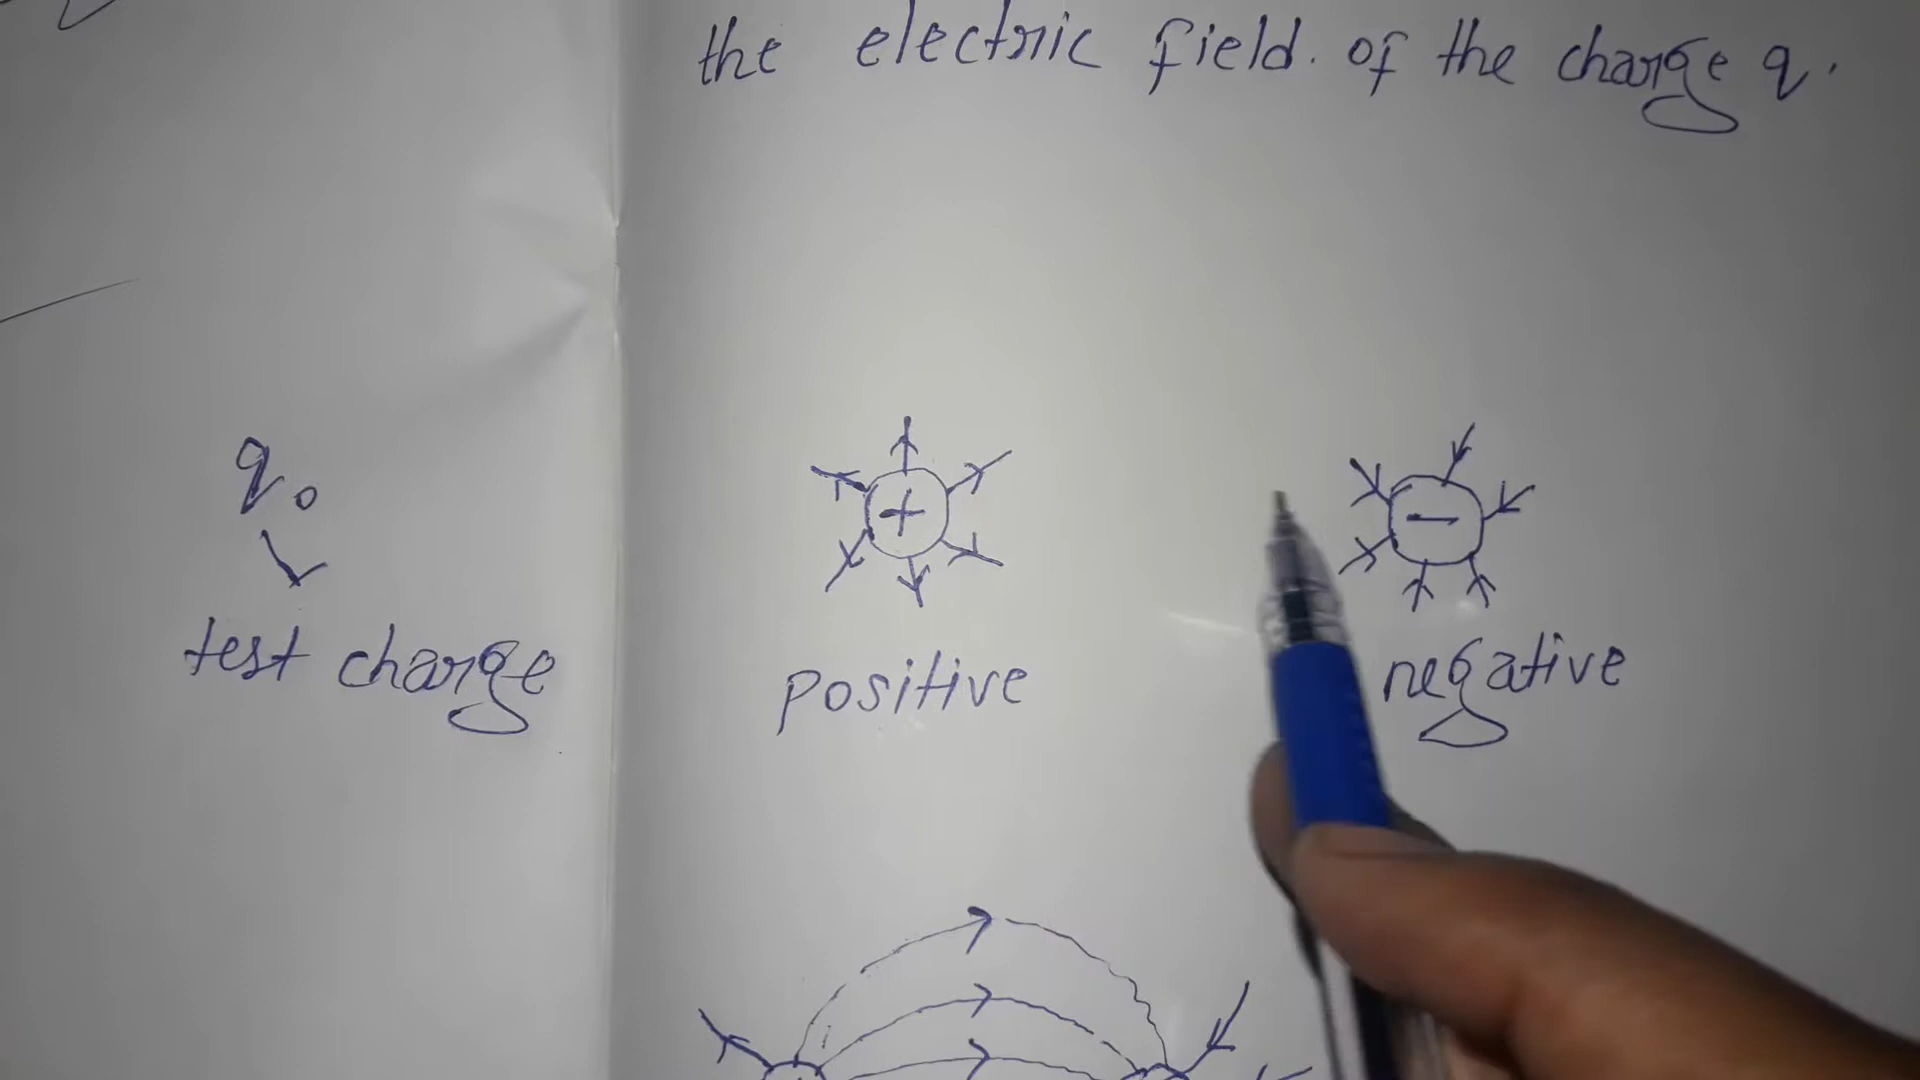 the electric field. of the charge q.
q₀
+
−
test charge
positive
negative